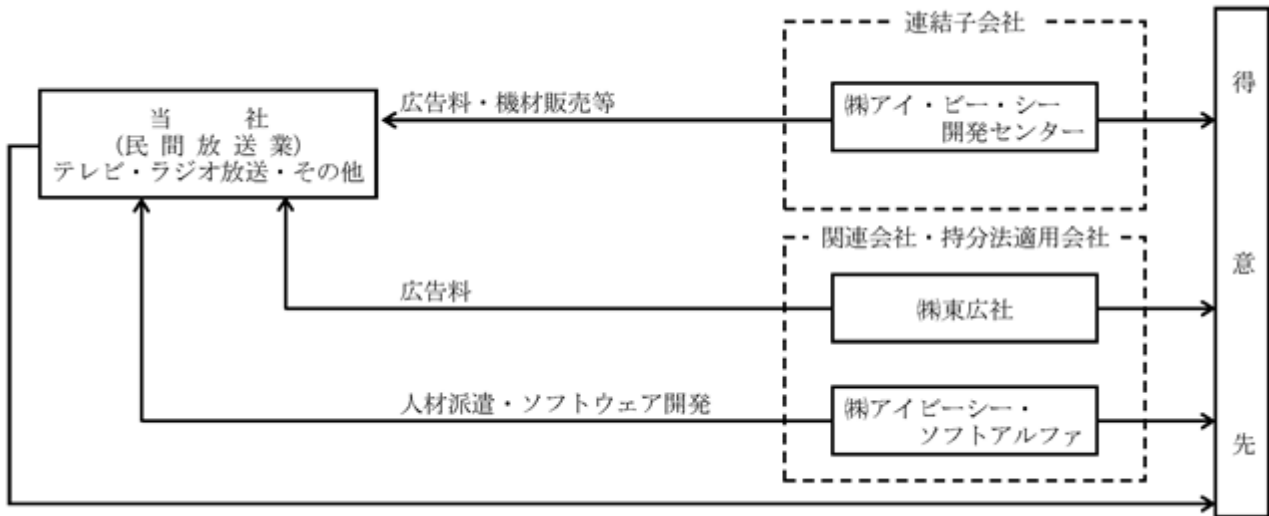 連結子会社
当社
(民間放送業)
テレビ・ラジオ放送・その他
広告料・機材販売等
㈱アイ・ビー・シー
開発センター
関連会社・持分法適用会社
広告料
㈱東広社
人材派遣・ソフトウェア開発
㈱アイビーシー・
ソフトアルファ
得意先